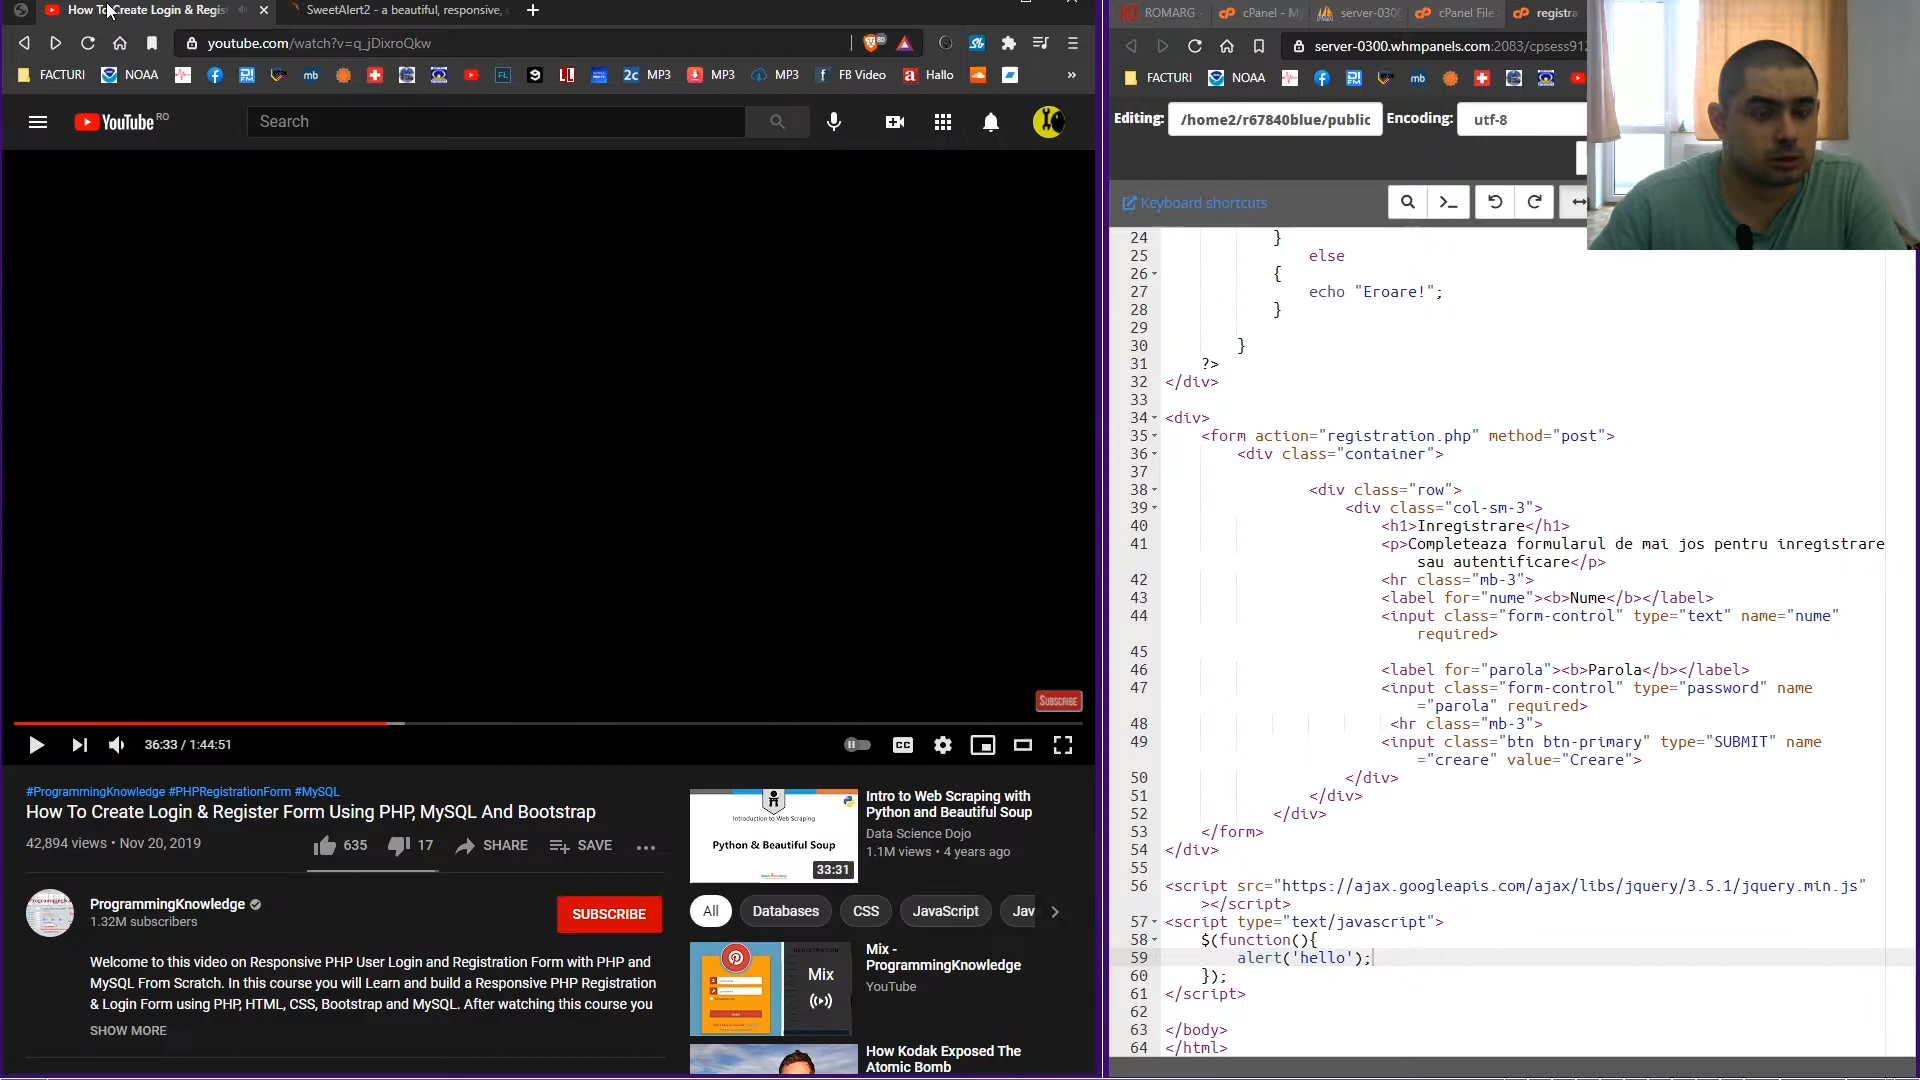 How To Create Login & Regis
SweetAlert2 - a beautiful, responsive,
youtube.com/watch?v=q_jDixroQkw
80
FACTURI
NOAA
mb
FL
2c MP3
MP3
MP3
FB Video
Hallo
»
YouTube RO
Search
SUBSCRIBE
36:33 / 1:44:51
CC
#ProgrammingKnowledge #PHPRegistrationForm #MySQL
How To Create Login & Register Form Using PHP, MySQL And Bootstrap
42,894 views • Nov 20, 2019
635
17
SHARE
SAVE
ProgrammingKnowledge
1.32M subscribers
SUBSCRIBE
Welcome to this video on Responsive PHP User Login and Registration Form with PHP and
MySQL From Scratch. In this course you will Learn and build a Responsive PHP Registration
& Login Form using PHP, HTML, CSS, Bootstrap and MySQL. After watching this course you
SHOW MORE
Introduction to Web Scraping
Python & Beautiful Soup
33:31
Intro to Web Scraping with
Python and Beautiful Soup
Data Science Dojo
1.1M views • 4 years ago
All
Databases
CSS
JavaScript
Jav
Mix
Mix -
ProgrammingKnowledge
YouTube
How Kodak Exposed The
Atomic Bomb
ROMARG
cPanel - M
server-0300
cPanel File
registra
server-0300.whmpanels.com:2083/cpsess912
FACTURI
NOAA
mb
Editing: /home2/r67840blue/public
Encoding: utf-8
Keyboard shortcuts
24 }
25 else
26 {
27 echo "Eroare!";
28 }
29
30 }
31 ?>
32 </div>
33
34 <div>
35 <form action="registration.php" method="post">
36 <div class="container">
37
38 <div class="row">
39 <div class="col-sm-3">
40 <h1>Inregistrare</h1>
41 <p>Completeaza formularul de mai jos pentru inregistrare
sau autentificare</p>
42 <hr class="mb-3">
43 <label for="nume"><b>Nume</b></label>
44 <input class="form-control" type="text" name="nume"
required>
45
46 <label for="parola"><b>Parola</b></label>
47 <input class="form-control" type="password" name
="parola" required>
48 <hr class="mb-3">
49 <input class="btn btn-primary" type="SUBMIT" name
="creare" value="Creare">
50 </div>
51 </div>
52 </div>
53 </form>
54 </div>
55
56 <script src="https://ajax.googleapis.com/ajax/libs/jquery/3.5.1/jquery.min.js"
></script>
57 <script type="text/javascript">
58 $(function(){
59 alert('hello');
60 });
61 </script>
62
63 </body>
64 </html>